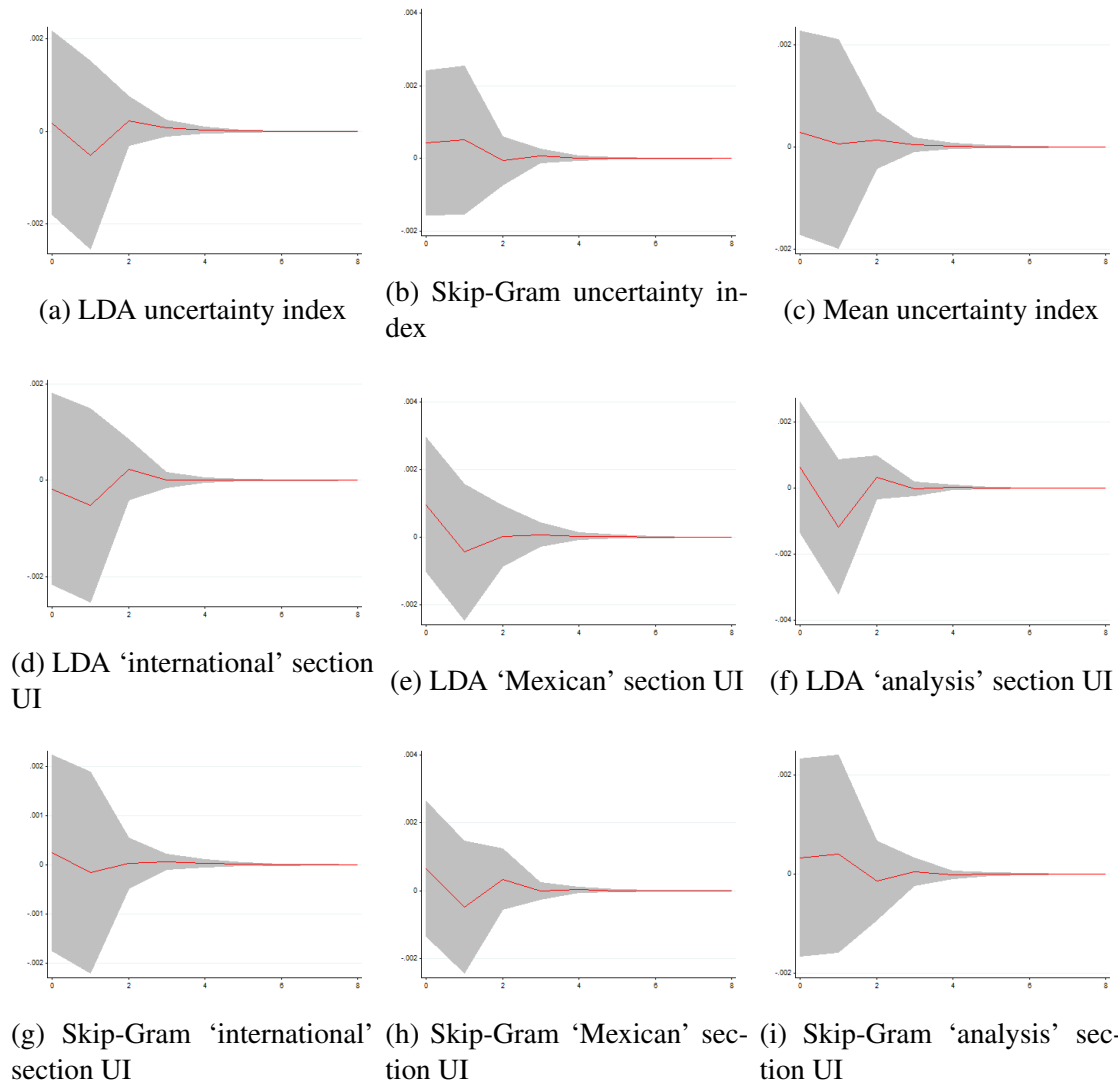 .002
0
-.002
0 2 4 6 8
(a) LDA uncertainty index
.004
.002
0
-.002
0 2 4 6 8
(b) Skip-Gram uncertainty in-
dex
.002
0
-.002
0 2 4 6 8
(c) Mean uncertainty index
.002
0
-.002
0 2 4 6 8
(d) LDA ‘international’ section
UI
.004
.002
0
-.002
0 2 4 6 8
(e) LDA ‘Mexican’ section UI
.002
0
-.002
-.004
0 2 4 6 8
(f) LDA ‘analysis’ section UI
.002
.001
0
-.001
-.002
0 2 4 6 8
(g) Skip-Gram ‘international’
section UI
.004
.002
0
-.002
0 2 4 6 8
(h) Skip-Gram ‘Mexican’ sec-
tion UI
.002
0
-.002
0 2 4 6 8
(i) Skip-Gram ‘analysis’ sec-
tion UI